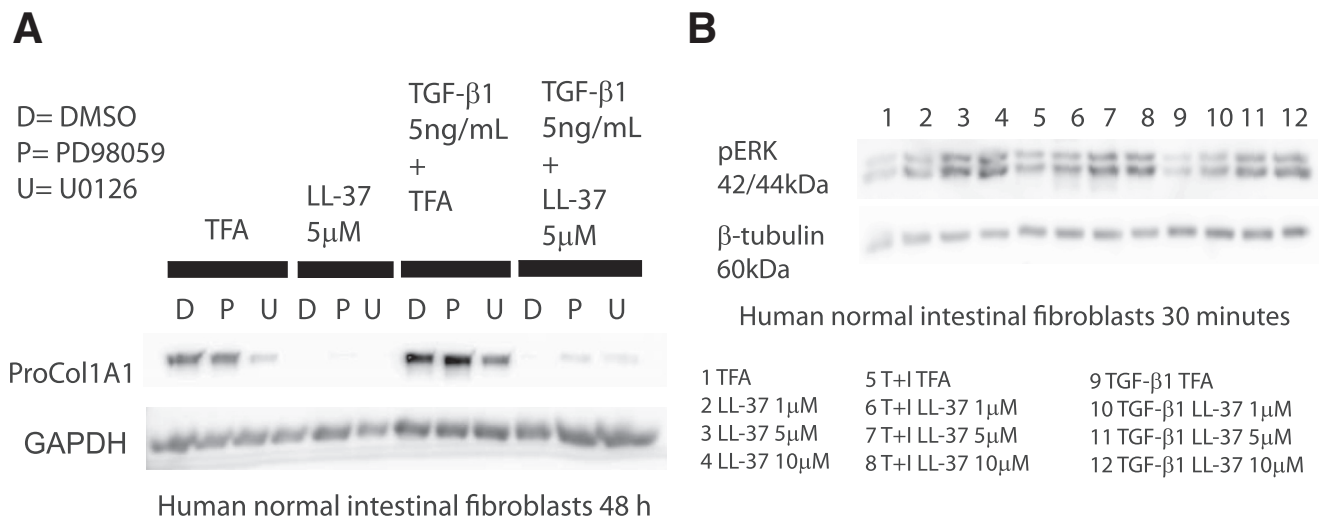 A
D= DMSO
P= PD98059
U= U0126
TFA
LL-37
5μM
TGF-β1
5ng/mL
+
TFA
TGF-β1
5ng/mL
+
LL-37
5μM
D P U D P U D P U D P U
ProCol1A1
GAPDH
Human normal intestinal fibroblasts 48 h
B
1 2 3 4 5 6 7 8 9 10 11 12
pERK
42/44kDa
β-tubulin
60kDa
Human normal intestinal fibroblasts 30 minutes
1 TFA
2 LL-37 1μM
3 LL-37 5μM
4 LL-37 10μM
5 T+I TFA
6 T+I LL-37 1μM
7 T+I LL-37 5μM
8 T+I LL-37 10μM
9 TGF-β1 TFA
10 TGF-β1 LL-37 1μM
11 TGF-β1 LL-37 5μM
12 TGF-β1 LL-37 10μM